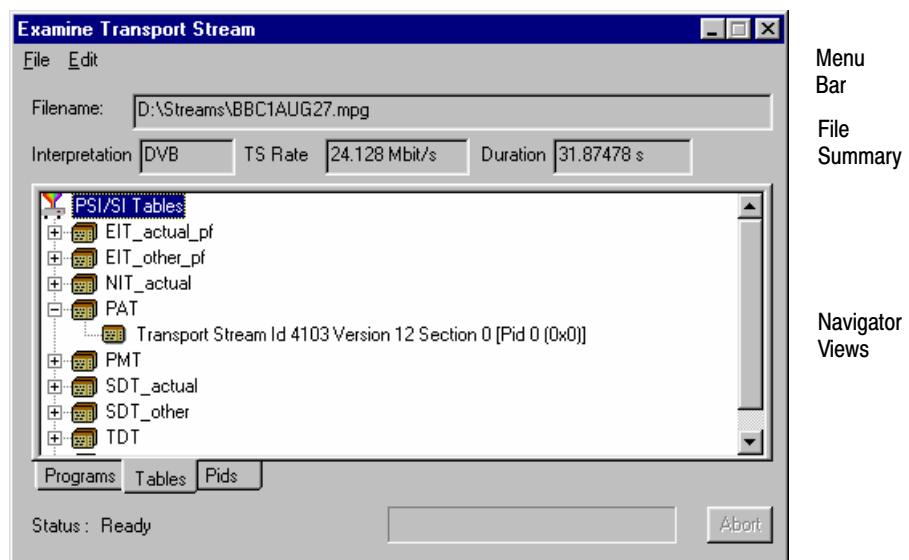 Examine Transport Stream
File Edit
Menu
Bar
Filename: D:\Streams\BBC1AUG27.mpg
File
Summary
Interpretation DVB TS Rate 24.128 Mbit/s Duration 31.87478 s
PSI/SI Tables
EIT_actual_pf
EIT_other_pf
NIT_actual
PAT
Transport Stream Id 4103 Version 12 Section 0 [Pid 0 (0x0)]
Navigator
Views
PMT
SDT_actual
SDT_other
TDT
Programs Tables Pids
Status : Ready Abort